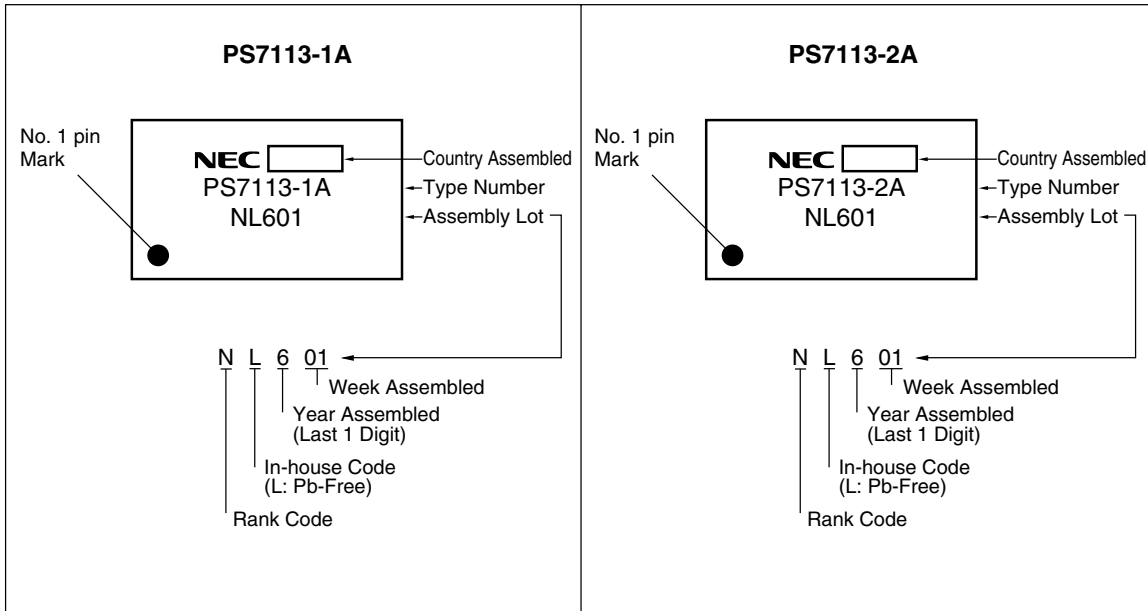 PS7113-1A
No. 1 pin
Mark
NEC
Country Assembled
PS7113-1A
Type Number
NL601
Assembly Lot
N L 6 01
Week Assembled
Year Assembled
(Last 1 Digit)
In-house Code
(L: Pb-Free)
Rank Code
PS7113-2A
No. 1 pin
Mark
NEC
Country Assembled
PS7113-2A
Type Number
NL601
Assembly Lot
N L 6 01
Week Assembled
Year Assembled
(Last 1 Digit)
In-house Code
(L: Pb-Free)
Rank Code